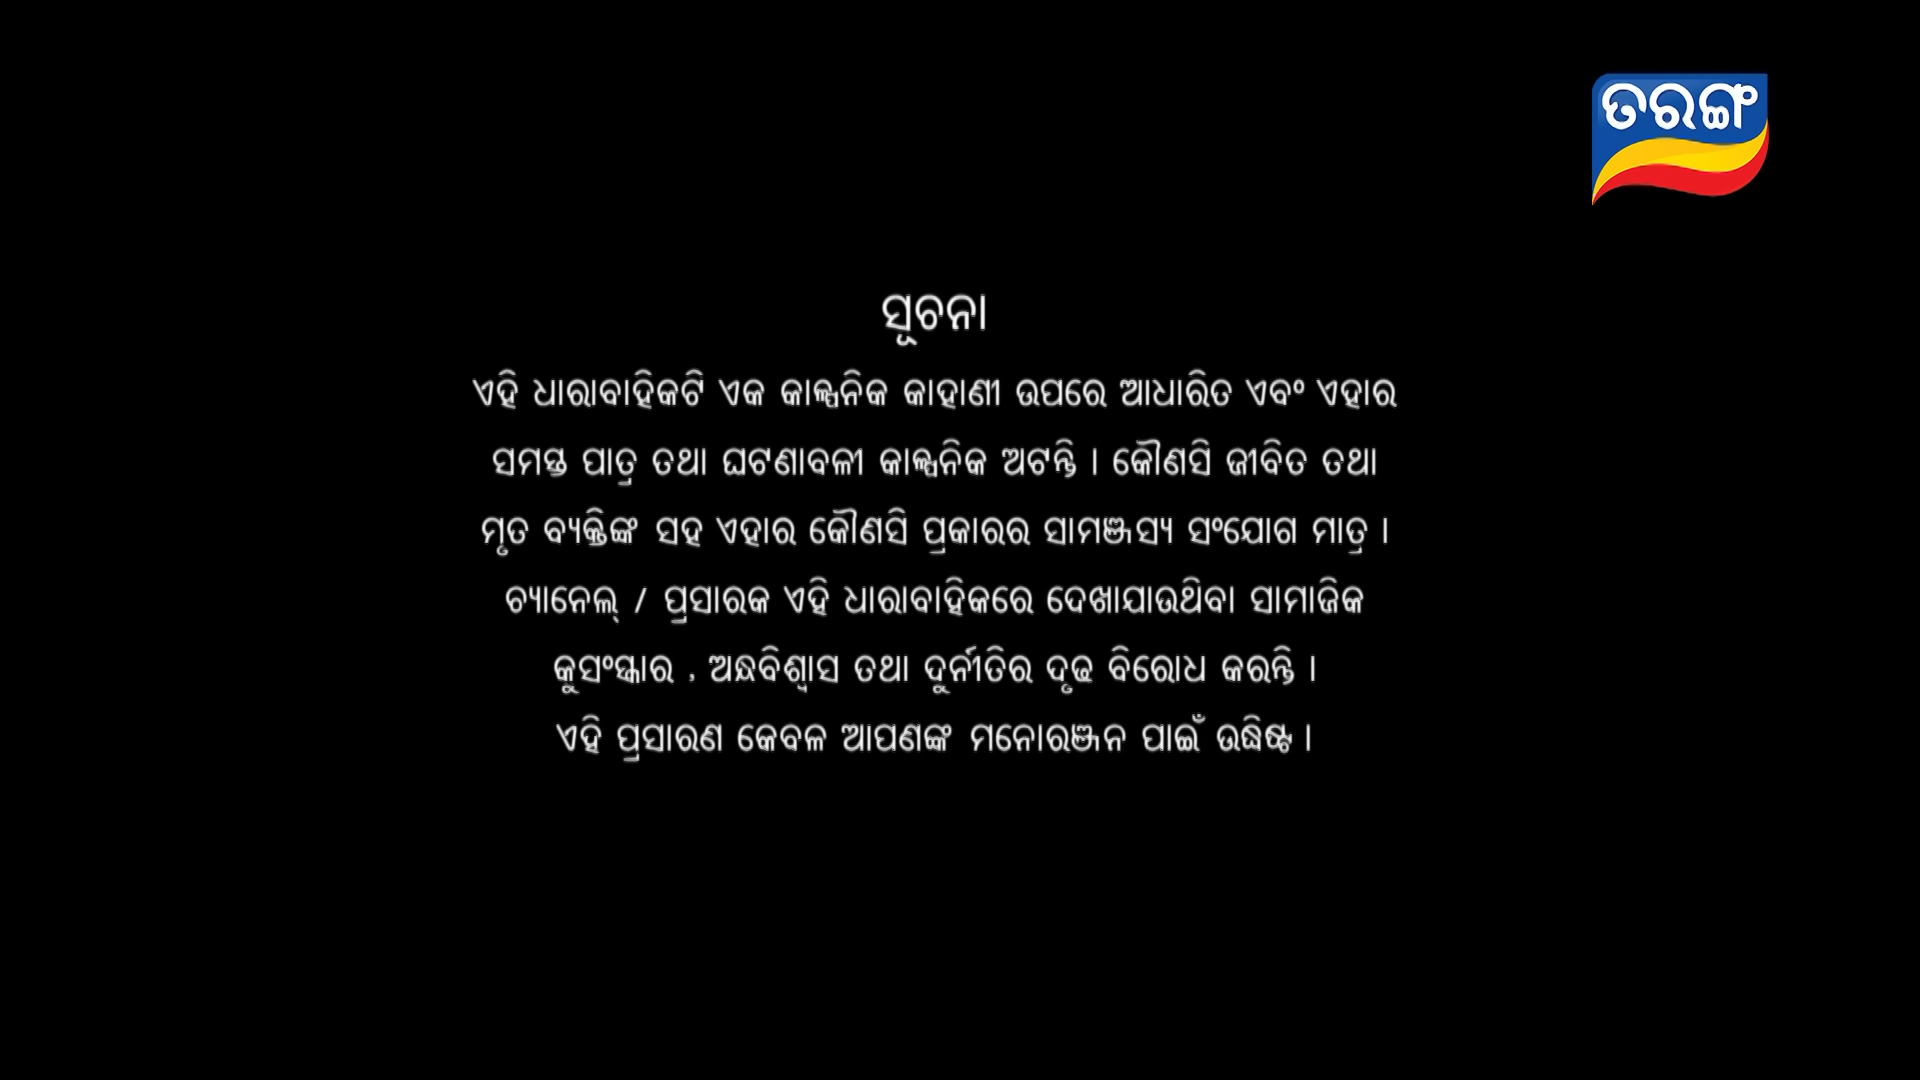 ତରଙ୍ଗ
ସୂଚନା
ଏହି ଧାରାବାହିକଟି ଏକ କାଳ୍ପନିକ କାହାଣୀ ଉପରେ ଆଧାରିତ ଏବଂ ଏହାର
ସମସ୍ତ ପାତ୍ର ତଥା ଘଟଣାବଳୀ କାଳ୍ପନିକ ଅଟନ୍ତି । କୌଣସି ଜୀବିତ ତଥା
ମୃତ ବ୍ୟକ୍ତିଙ୍କ ସହ ଏହାର କୌଣସି ପ୍ରକାରର ସାମଞ୍ଜସ୍ୟ ସଂଯୋଗ ମାତ୍ର ।
ଚ୍ୟାନେଲ୍ / ପ୍ରସାରକ ଏହି ଧାରାବାହିକରେ ଦେଖାଯାଉଥିବା ସାମାଜିକ
କୁସଂସ୍କାର , ଅନ୍ଧବିଶ୍ୱାସ ତଥା ଦୁର୍ନୀତିର ଦୃଢ ବିରୋଧ କରନ୍ତି ।
ଏହି ପ୍ରସାରଣ କେବଳ ଆପଣଙ୍କ ମନୋରଞ୍ଜନ ପାଇଁ ଉଦ୍ଧିଷ୍ଟ ।